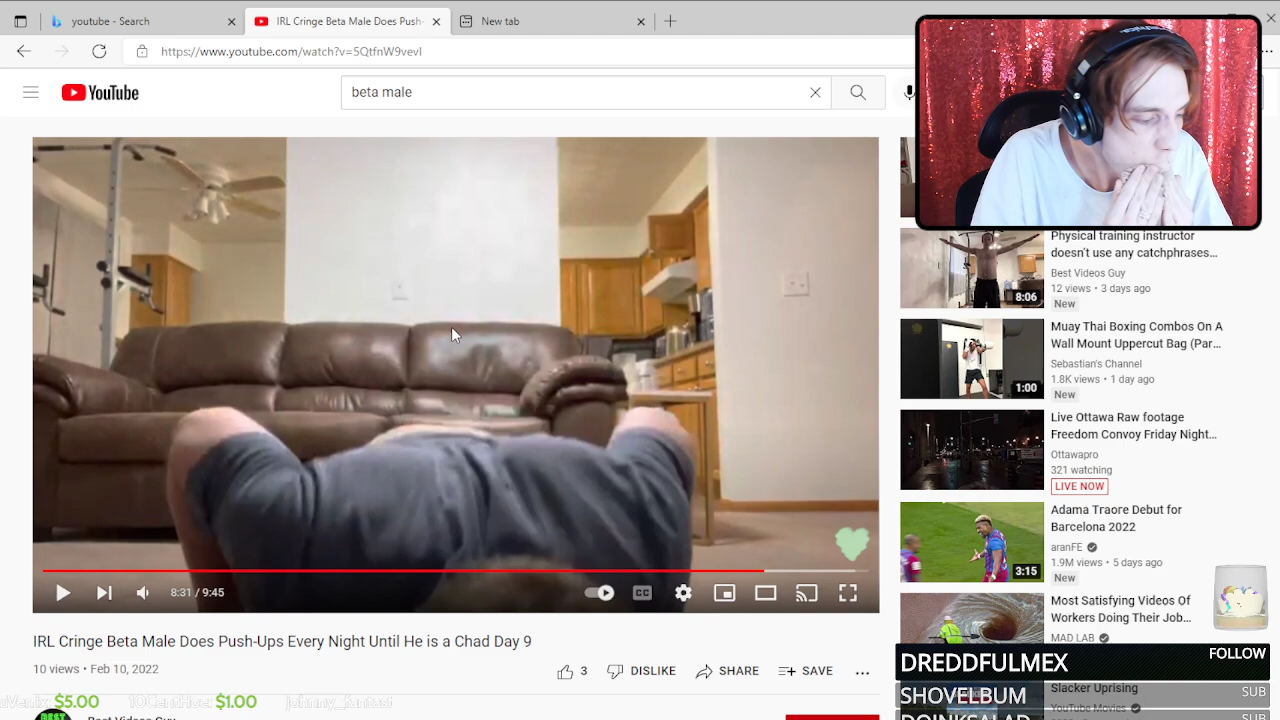 youtube - Search
IRL Cringe Beta Male Does Push-
New tab
https://www.youtube.com/watch?v=5QtfnW9vevI
YouTube
beta male
Physical training instructor
doesn't use any catchphrases...
Best Videos Guy
12 views • 3 days ago
New
8:06
Muay Thai Boxing Combos On A
Wall Mount Uppercut Bag (Par...
Sebastian's Channel
1.8K views • 1 day ago
New
1:00
Live Ottawa Raw footage
Freedom Convoy Friday Night...
Ottawapro
321 watching
LIVE NOW
Adama Traore Debut for
Barcelona 2022
aranFE
1.9M views • 5 days ago
New
3:15
Most Satisfying Videos Of
Workers Doing Their Job...
MAD LAB
8:31 / 9:45
CC
IRL Cringe Beta Male Does Push-Ups Every Night Until He is a Chad Day 9
10 views • Feb 10, 2022
3
DISLIKE
SHARE
SAVE
DREDDFULMEX
FOLLOW
SHOVELBUM
SUB
Slacker Uprising
YouTube Movies
DOINKSALAD
SUB
$5.00
$1.00
BEST
Best Videos Guy